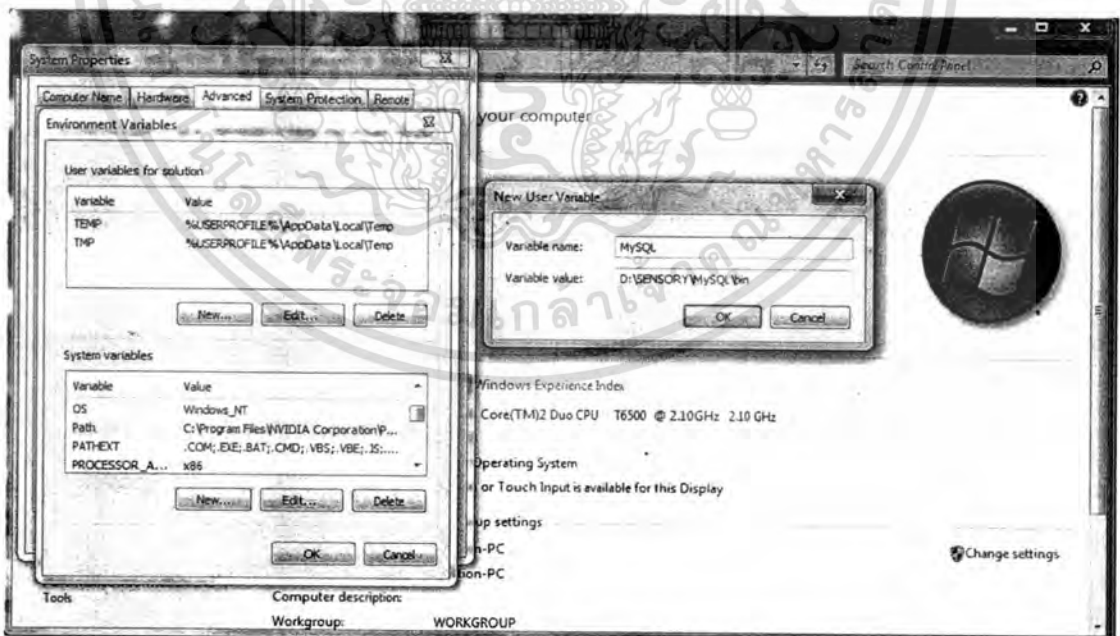 System Properties
Search Control Panel
Computer Name Hardware Advanced System Protection Remote
Environment Variables
your computer
User variables for solution
Variable Value
TEMP %USERPROFILE%\AppData\Local\Temp
TMP %USERPROFILE%\AppData\Local\Temp
New... Edit... Delete
New User Variable
Variable name: MySQL
Variable value: D:\SENSORY\MySQL\bin
OK Cancel
System variables
Variable Value
OS Windows_NT
Path C:\Program Files\NVIDIA Corporation\P...
PATHEXT .COM;.EXE;.BAT;.CMD;.VBS;.VBE;.JS;....
PROCESSOR_A... x86
New... Edit... Delete
OK Cancel
Windows Experience Index
Core(TM)2 Duo CPU T6500 @ 2.10GHz 2.10 GHz
Operating System
or Touch Input is available for this Display
up settings
n-PC
tion-PC
Change settings
Tools
Computer description:
Workgroup: WORKGROUP